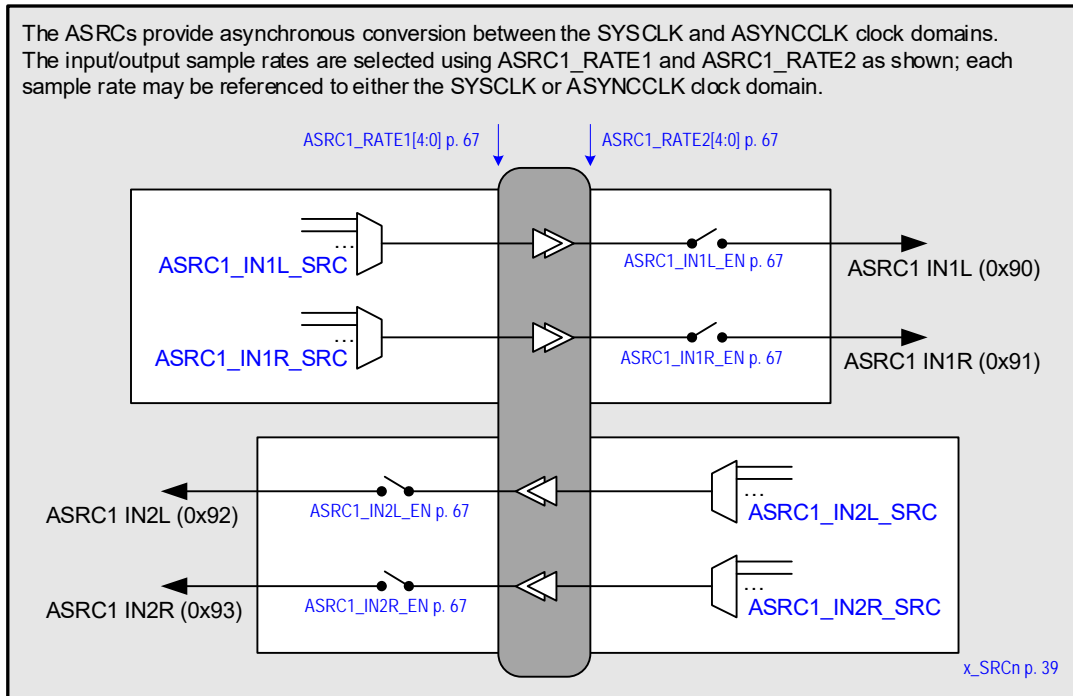 The ASRCs provide asynchronous conversion between the SYSCLK and ASYNCCLK clock domains.
The input/output sample rates are selected using ASRC1_RATE1 and ASRC1_RATE2 as shown; each
sample rate may be referenced to either the SYSCLK or ASYNCCLK clock domain.
ASRC1_RATE1[4:0] p. 67
ASRC1_RATE2[4:0] p. 67
...
ASRC1_IN1L_SRC
ASRC1_IN1L_EN p. 67
ASRC1 IN1L (0x90)
...
ASRC1_IN1R_SRC
ASRC1_IN1R_EN p. 67
ASRC1 IN1R (0x91)
ASRC1 IN2L (0x92)
ASRC1_IN2L_EN p. 67
...
ASRC1_IN2L_SRC
ASRC1 IN2R (0x93)
ASRC1_IN2R_EN p. 67
...
ASRC1_IN2R_SRC
x_SRCn p. 39